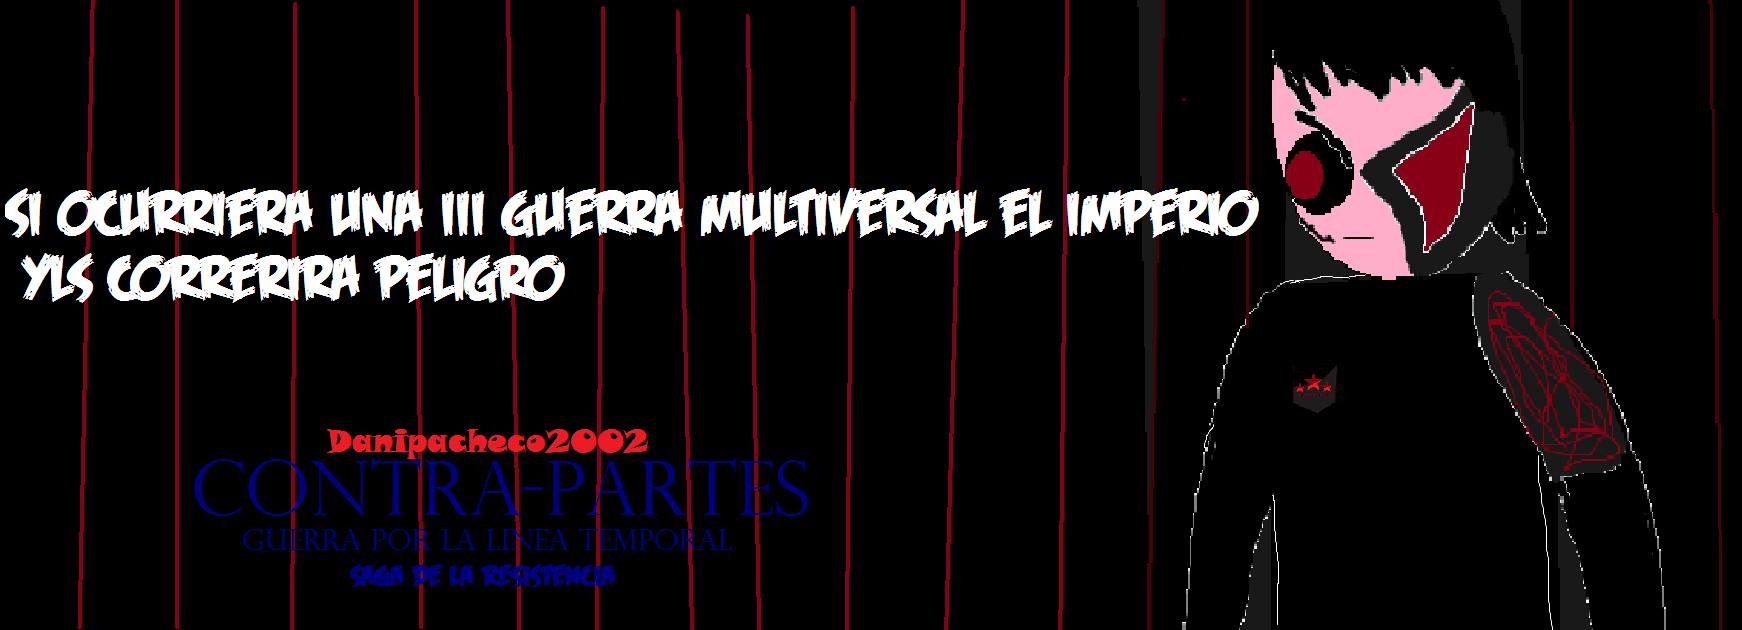 SI OCURRIERA UNA III GUERRA MULTIVERSAL EL IMPERIO
YLS CORRERIRA PELIGRO
Danipacheco2002
CONTRA-PARTES
GUERRA POR LA LINEA TEMPORAL
SAGA DE LA RESISTENCIA